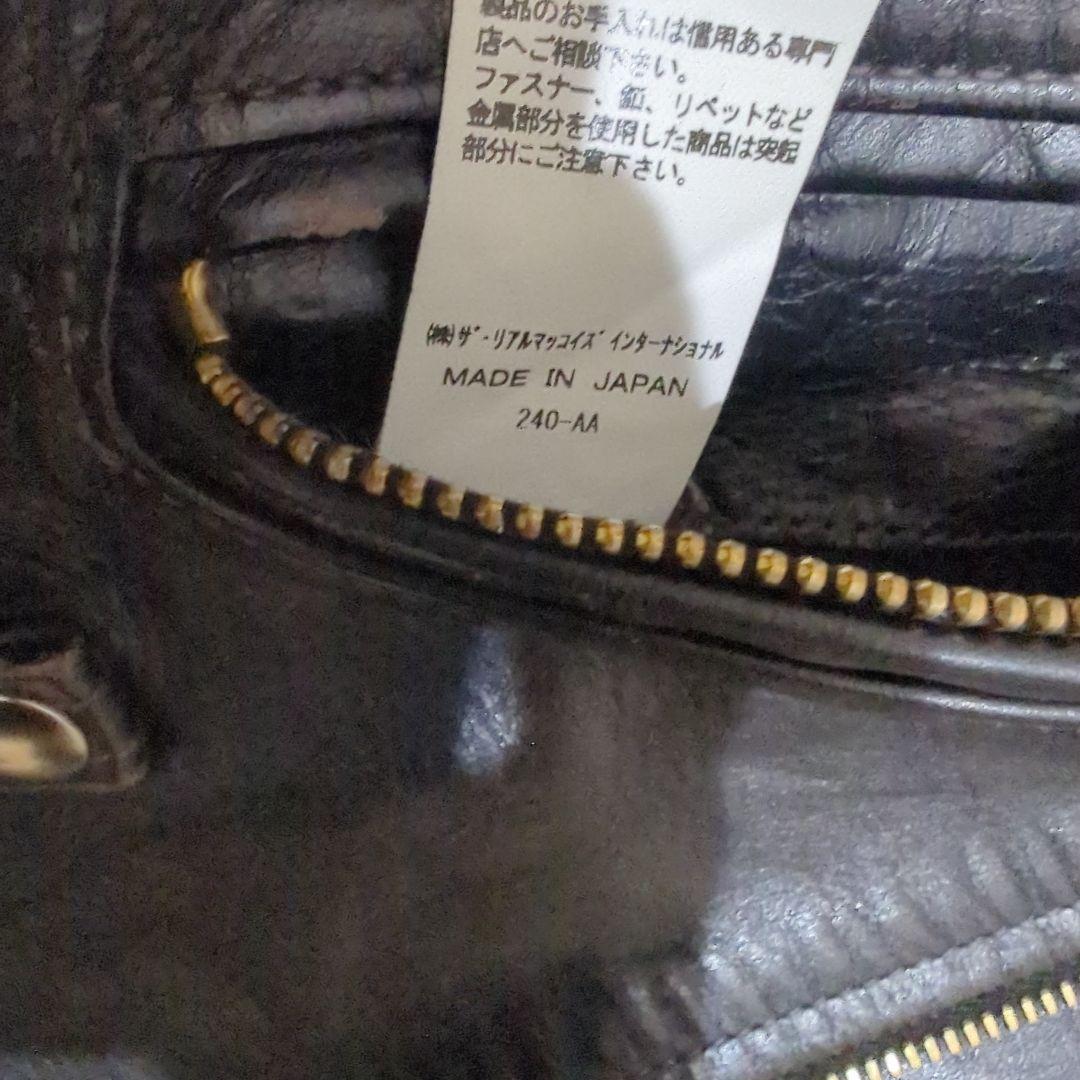 製品のお手入れは信用ある専門
店へご相談下さい。
ファスナー、釦、リベットなど
金属部分を使用した商品は突起
部分にご注意下さい。
㈱ザ・リアルマッコイズインターナショナル
MADE IN JAPAN
240-AA